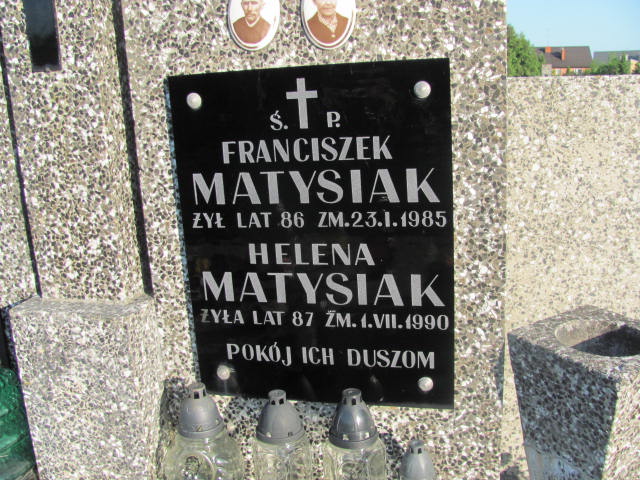 Ś. P.
FRANCISZEK
MATYSIAK
ŻYŁ LAT 86 ZM. 23.I.1985
HELENA
MATYSIAK
ŻYŁA LAT 87 ŻM. 1.VII.1990
POKÓJ ICH DUSZOM